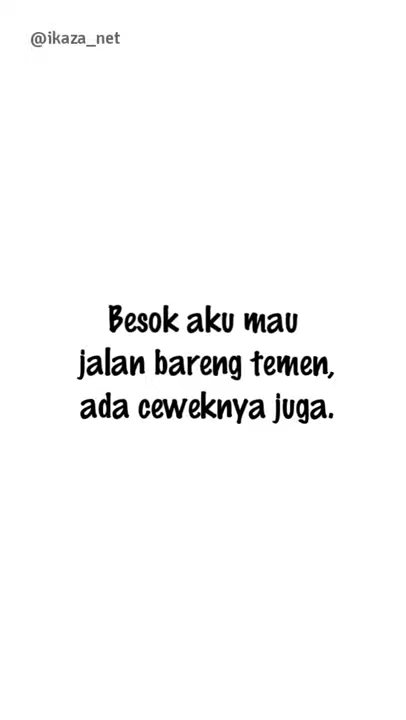 @ikaza_net
Besok aku mau
jalan bareng temen,
ada ceweknya juga.